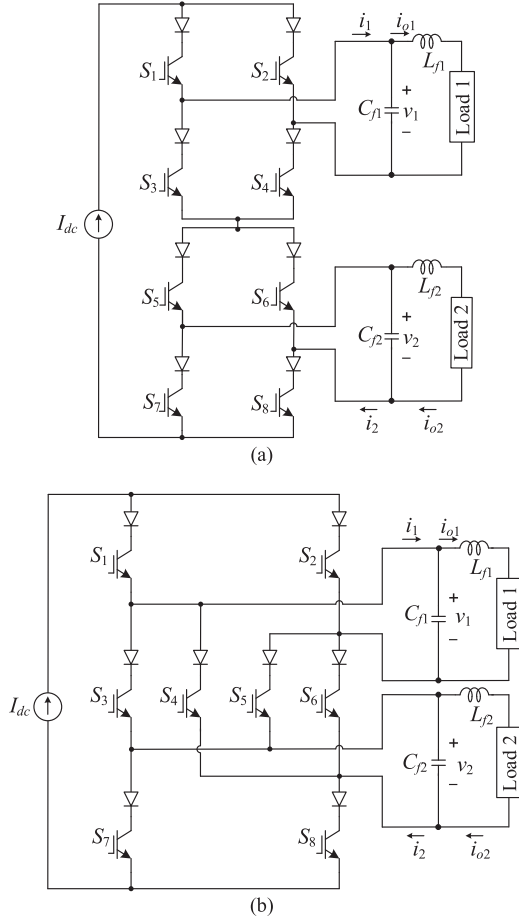 i1 io1
Lf1
S1 S2
Cf1 + v1 −
Load 1
S3 S4
Idc
S5 S6
Lf2
Cf2 + v2 −
Load 2
S7 S8
i2 io2
(a)
i1 io1
S1 S2
Lf1
Cf1 + v1 −
Load 1
S3 S4 S5 S6
Idc
Lf2
Cf2 + v2 −
Load 2
S7 S8
i2 io2
(b)